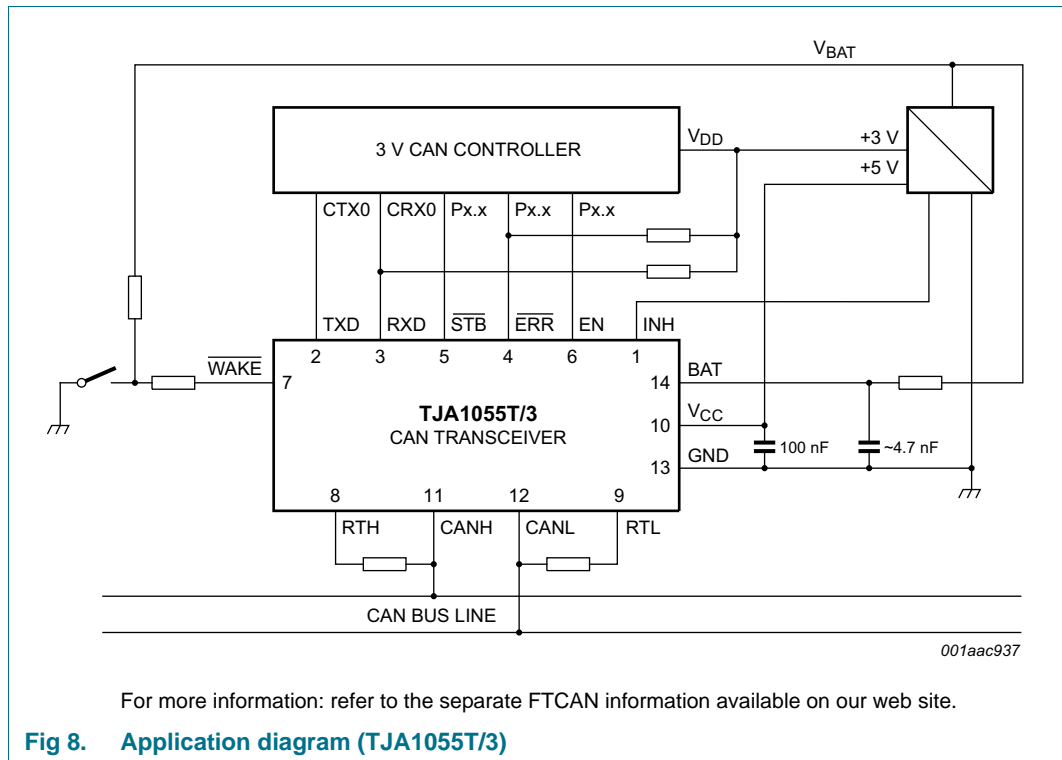 VBAT
3 V CAN CONTROLLER
VDD
+3 V
+5 V
CTX0 CRX0 Px.x Px.x Px.x
TXD RXD STB ERR EN INH
2 3 5 4 6 1
WAKE
7
14
BAT
TJA1055T/3
CAN TRANSCEIVER
10
VCC
100 nF
~4.7 nF
13
GND
8 11 12 9
RTH CANH CANL RTL
CAN BUS LINE
001aac937
For more information: refer to the separate FTCAN information available on our web site.
Fig 8. Application diagram (TJA1055T/3)